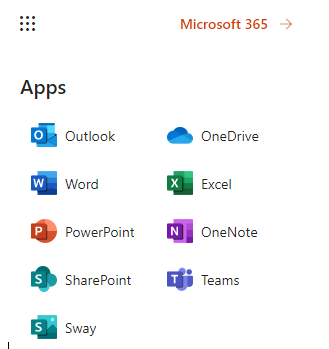 Microsoft 365
Apps
Outlook OneDrive
Word Excel
PowerPoint OneNote
SharePoint Teams
Sway